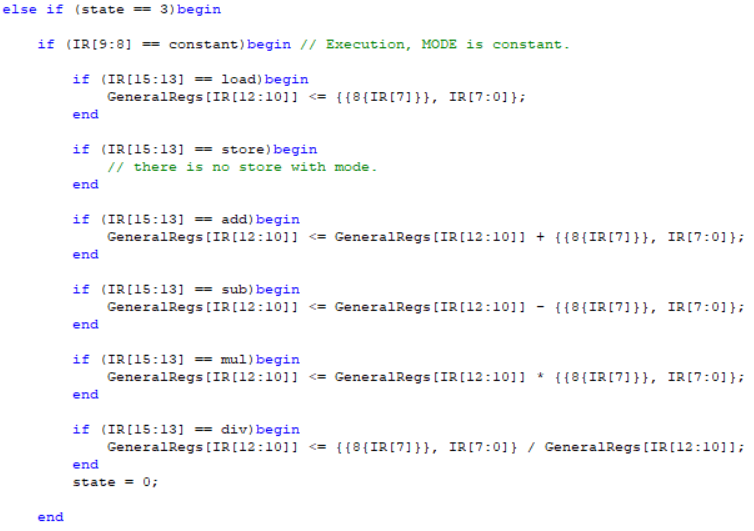 else if (state == 3)begin
if (IR[9:8] == constant)begin // Execution, MODE is constant.
if (IR[15:13] == load)begin
GeneralRegs[IR[12:10]] <= {{8{IR[7]}}, IR[7:0]};
end
if (IR[15:13] == store)begin
// there is no store with mode.
end
if (IR[15:13] == add)begin
GeneralRegs[IR[12:10]] <= GeneralRegs[IR[12:10]] + {{8{IR[7]}}, IR[7:0]};
end
if (IR[15:13] == sub)begin
GeneralRegs[IR[12:10]] <= GeneralRegs[IR[12:10]] - {{8{IR[7]}}, IR[7:0]};
end
if (IR[15:13] == mul)begin
GeneralRegs[IR[12:10]] <= GeneralRegs[IR[12:10]] * {{8{IR[7]}}, IR[7:0]};
end
if (IR[15:13] == div)begin
GeneralRegs[IR[12:10]] <= {{8{IR[7]}}, IR[7:0]} / GeneralRegs[IR[12:10]];
end
state = 0;
end